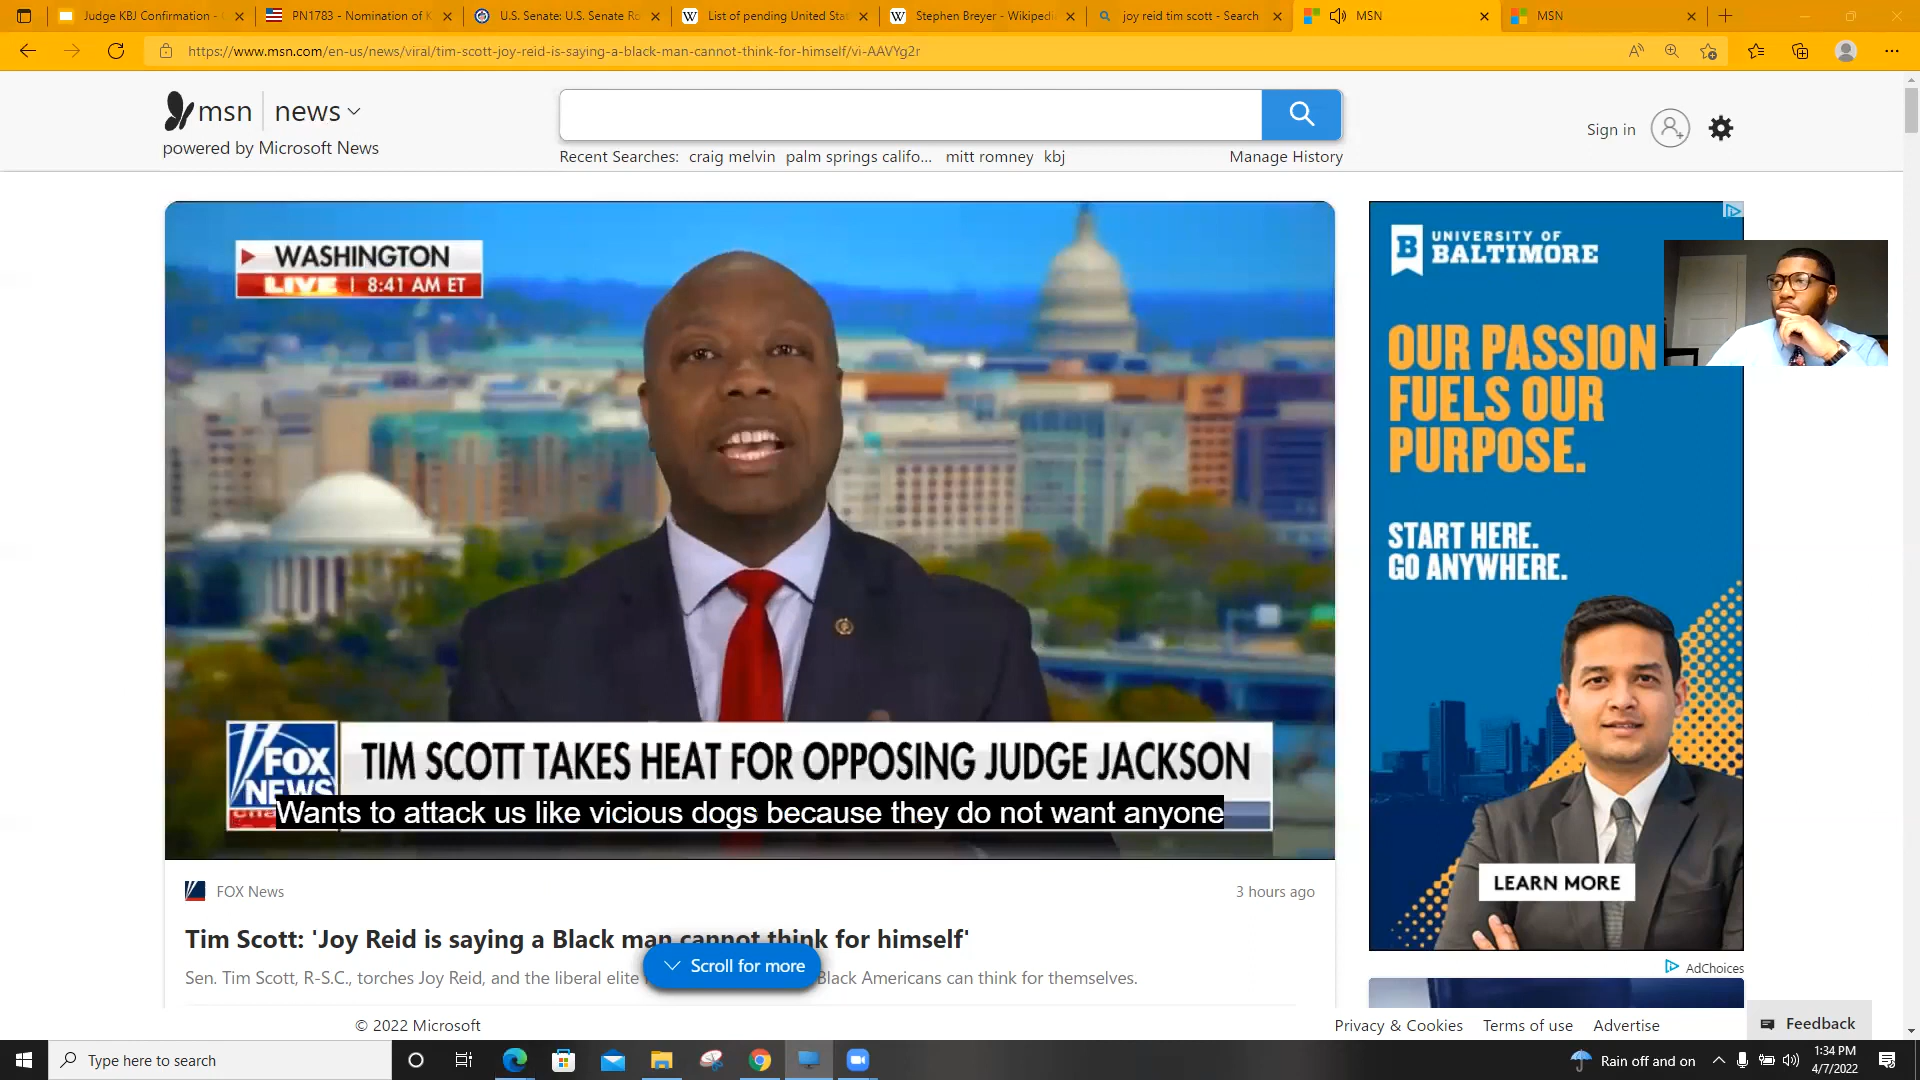 Judge KBJ Confirmation -
PN1783 - Nomination of K
U.S. Senate: U.S. Senate Ro
List of pending United Sta
Stephen Breyer - Wikipedi
joy reid tim scott - Search
MSN
MSN
https://www.msn.com/en-us/news/viral/tim-scott-joy-reid-is-saying-a-black-man-cannot-think-for-himself/vi-AAVYg2r
msn news
powered by Microsoft News
Sign in
Recent Searches: craig melvin palm springs califo... mitt romney kbj
Manage History
WASHINGTON
LIVE | 8:41 AM ET
FOX
NEWS
TIM SCOTT TAKES HEAT FOR OPPOSING JUDGE JACKSON
Wants to attack us like vicious dogs because they do not want anyone
FOX News
3 hours ago
Tim Scott: 'Joy Reid is saying a Black man cannot think for himself'
Sen. Tim Scott, R-S.C., torches Joy Reid, and the liberal elite
Black Americans can think for themselves.
Scroll for more
B UNIVERSITY OF
BALTIMORE
OUR PASSION
FUELS OUR
PURPOSE.
START HERE.
GO ANYWHERE.
LEARN MORE
AdChoices
© 2022 Microsoft
Privacy & Cookies
Terms of use
Advertise
Feedback
Type here to search
Rain off and on
1:34 PM
4/7/2022